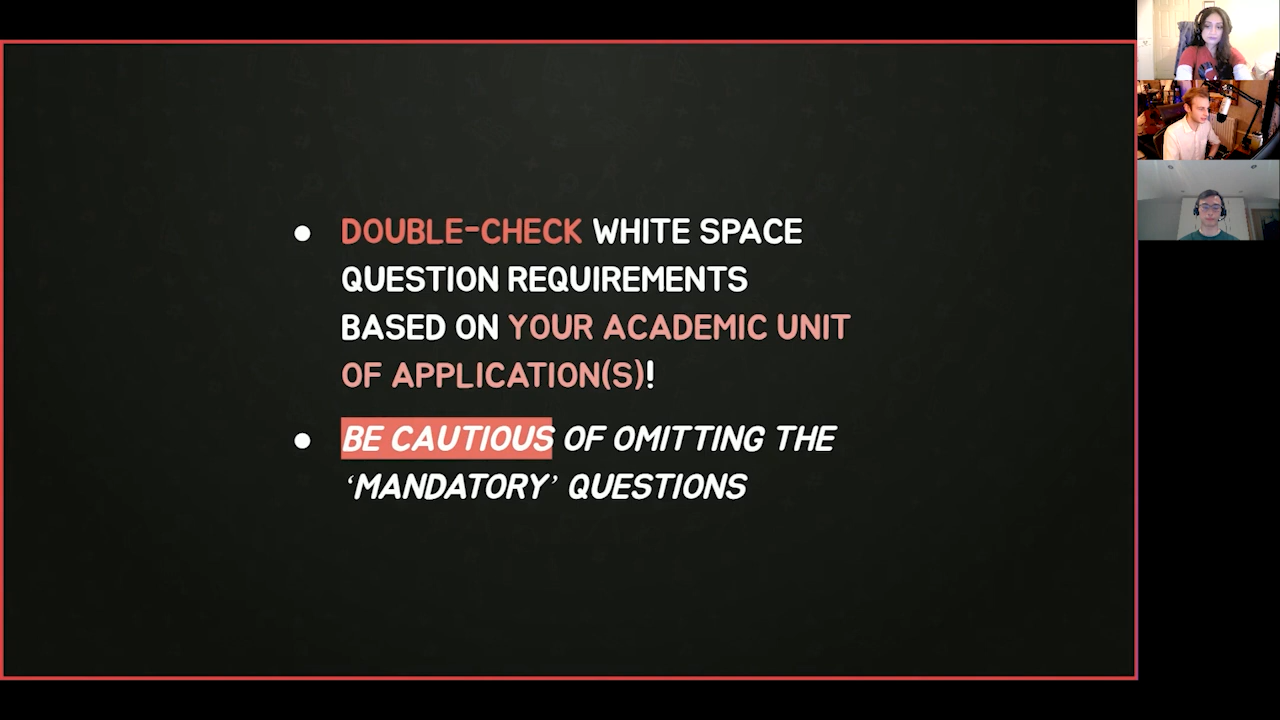 ● DOUBLE-CHECK WHITE SPACE
QUESTION REQUIREMENTS
BASED ON YOUR ACADEMIC UNIT
OF APPLICATION(S)!
● BE CAUTIOUS OF OMITTING THE
‘MANDATORY’ QUESTIONS